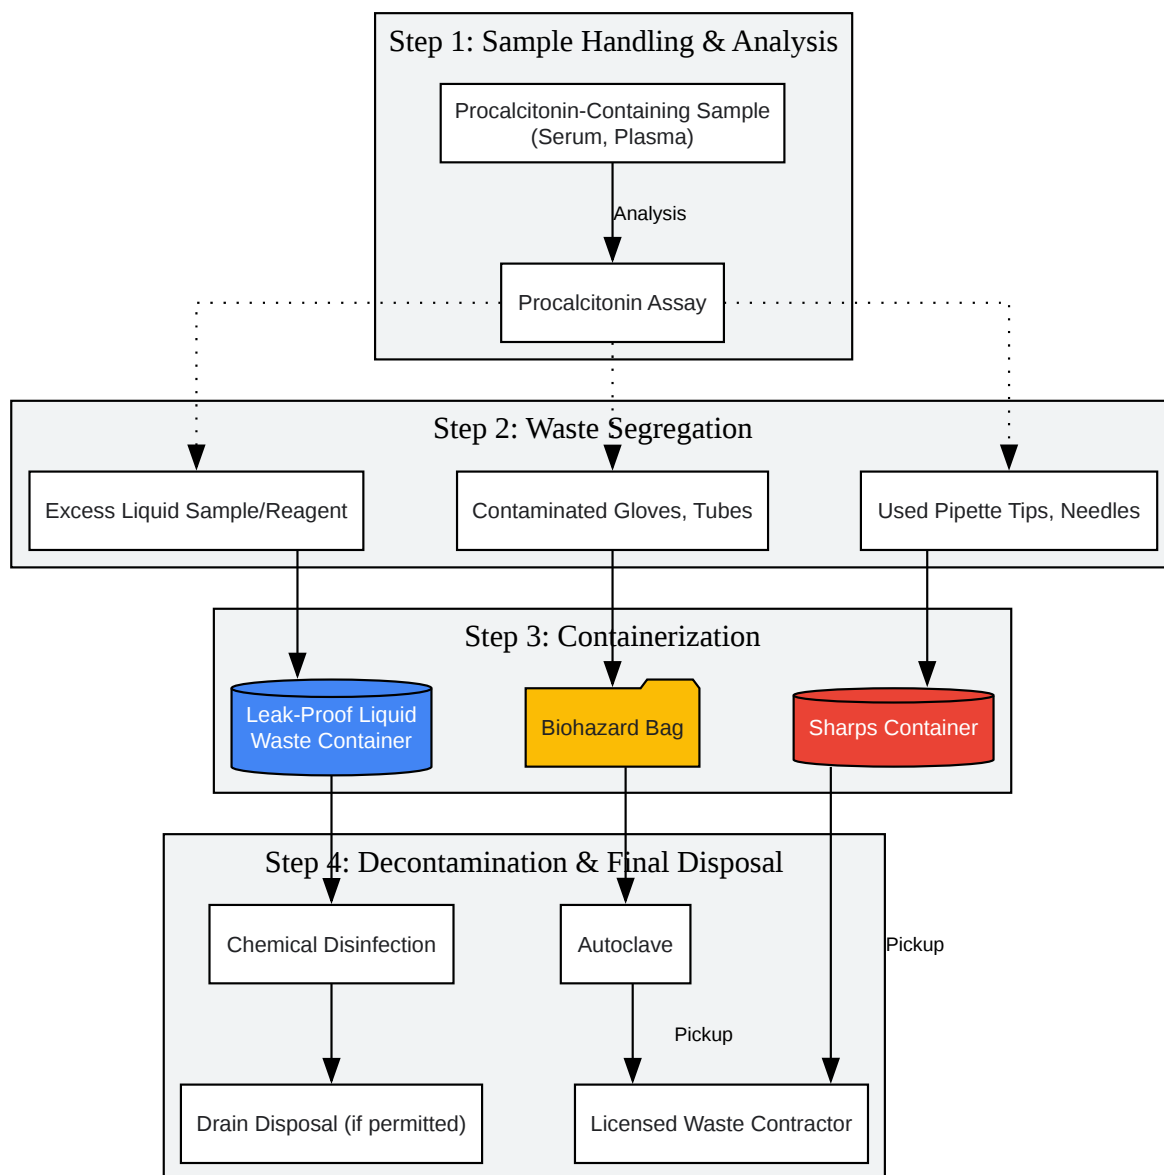 Step 1: Sample Handling & Analysis
Procalcitonin-Containing Sample
(Serum, Plasma)
Analysis
Procalcitonin Assay
Step 2: Waste Segregation
Excess Liquid Sample/Reagent
Contaminated Gloves, Tubes
Used Pipette Tips, Needles
Step 3: Containerization
Leak-Proof Liquid
Waste Container
Biohazard Bag
Sharps Container
Step 4: Decontamination & Final Disposal
Chemical Disinfection
Autoclave
Pickup
Pickup
Drain Disposal (if permitted)
Licensed Waste Contractor